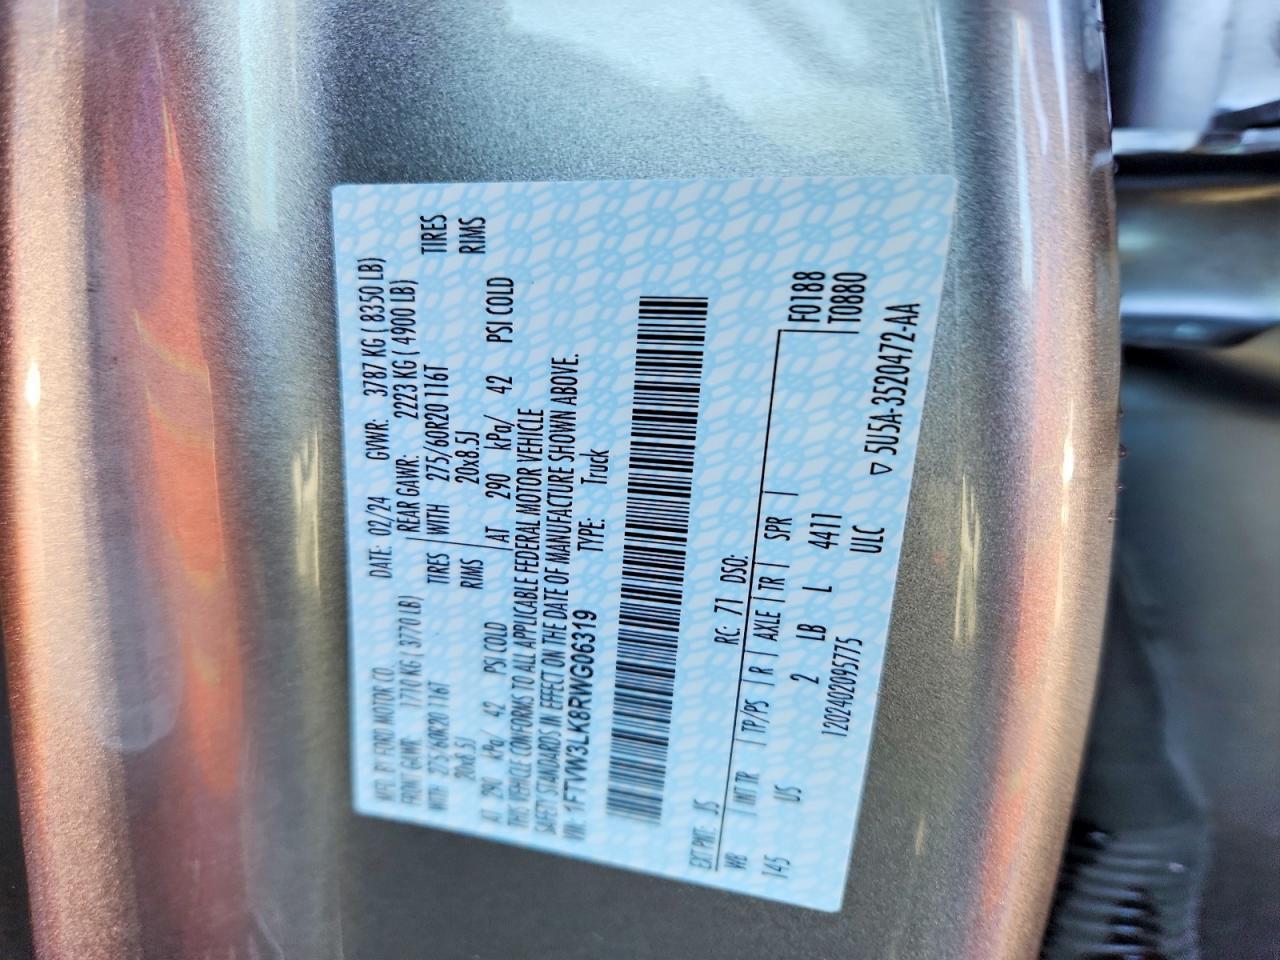 MFD. BY FORD MOTOR CO. DATE: 02/24 GVWR: 3787 KG ( 8350 LB)
FRONT GAWR: 1710 KG ( 3770 LB) REAR GAWR: 2223 KG ( 4900 LB)
WITH 275/60R20 116T TIRES WITH 275/60R20 116T TIRES
20x8.5J RIMS 20x8.5J RIMS
AT 290 kPa/ 42 PSI COLD AT 290 kPa/ 42 PSI COLD
THIS VEHICLE CONFORMS TO ALL APPLICABLE FEDERAL MOTOR VEHICLE
SAFETY STANDARDS IN EFFECT ON THE DATE OF MANUFACTURE SHOWN ABOVE.
VIN: 1FTVW3LK8RWG06319 TYPE: Truck
EXT PNT: JS RC: 71 DSO:
WB INT TR TP/PS R AXLE TR SPR F0188
145 US 2 LB L 4411 T0880
120240209577S ULC
▽ 5U5A-3520472-AA